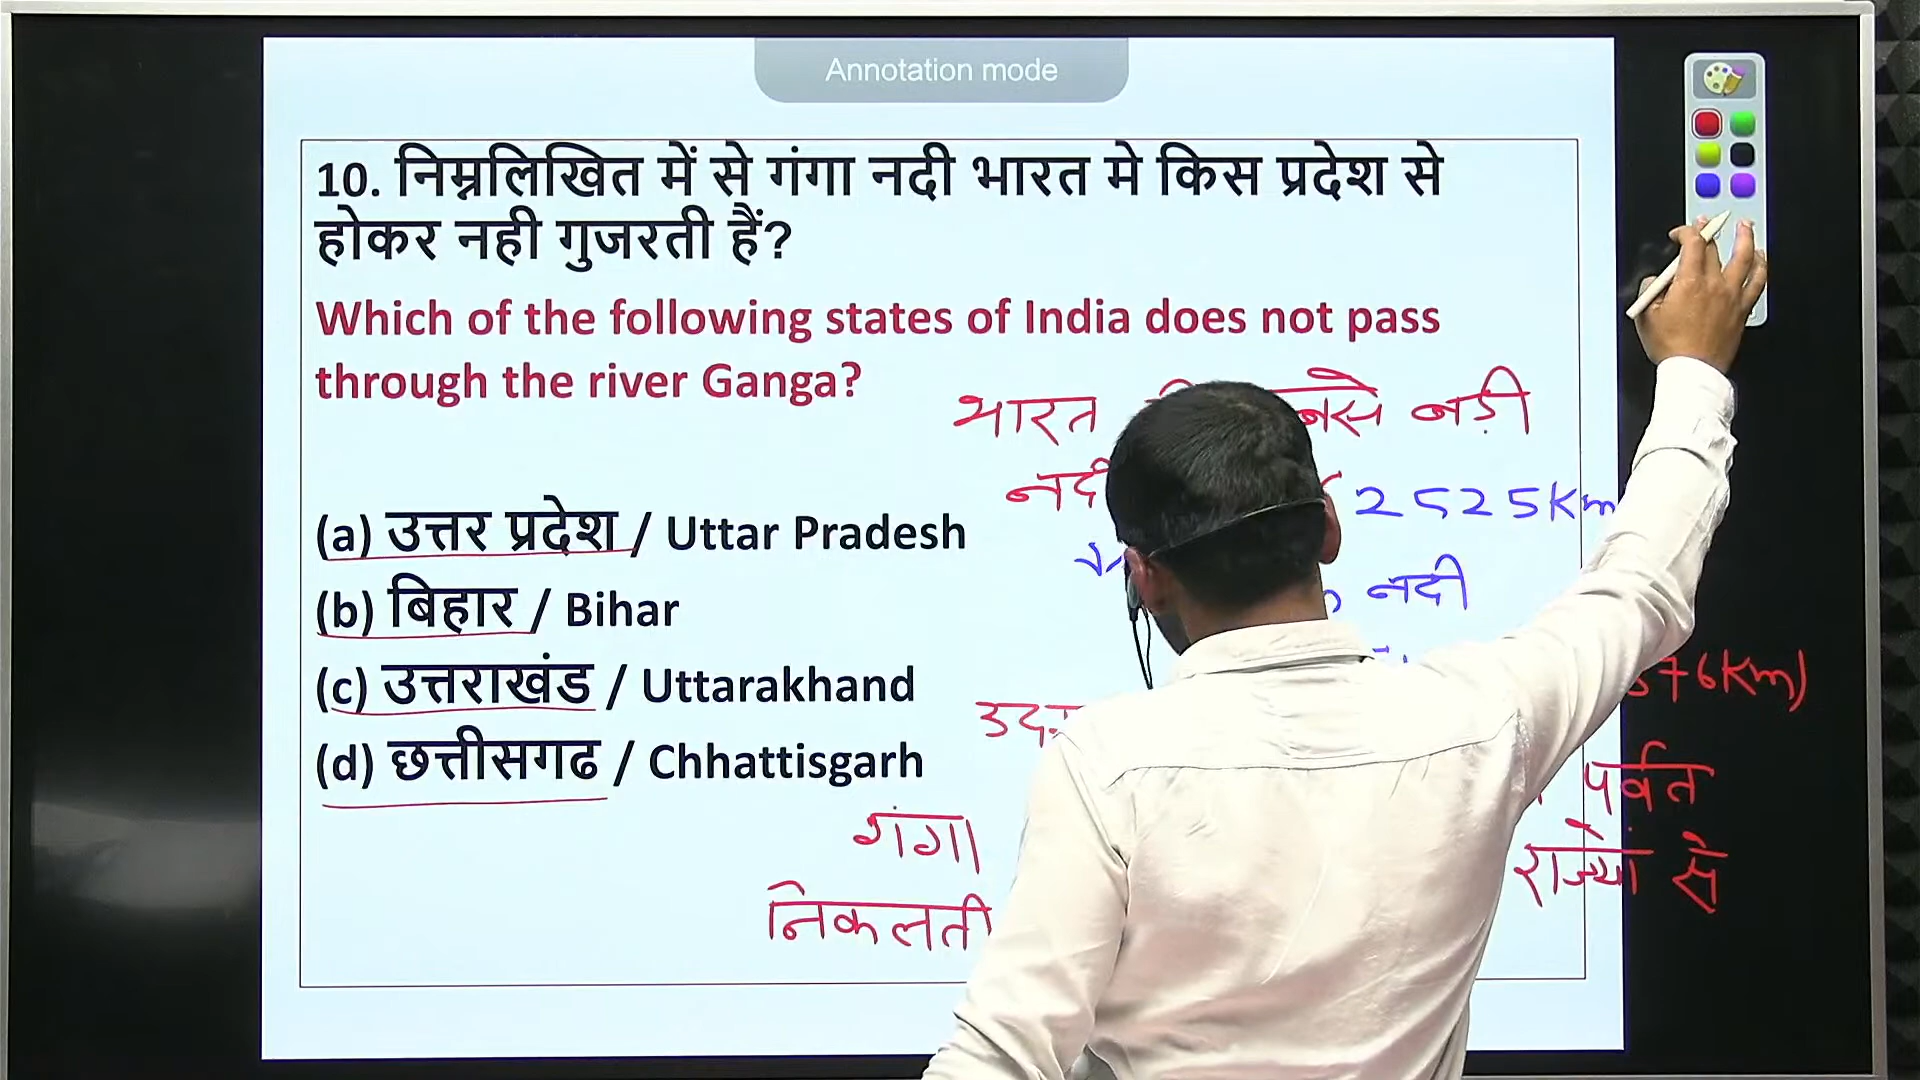 Annotation mode
10. निम्नलिखित में से गंगा नदी भारत मे किस प्रदेश से
होकर नही गुजरती हैं?
Which of the following states of India does not pass
through the river Ganga?
भारत बड़ी
नदी 2525Km
नदी
(a) उत्तर प्रदेश / Uttar Pradesh
(b) बिहार / Bihar
(c) उत्तराखंड / Uttarakhand
(d) छत्तीसगढ / Chhattisgarh
76Km)
पर्वत
गंगा राज्यों से
निकलती